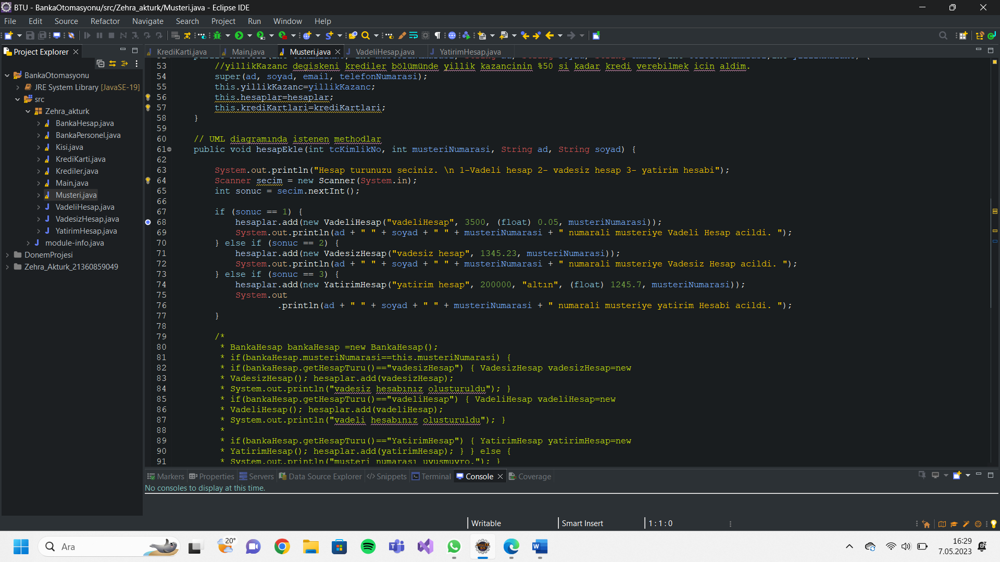 BTU - BankaOtomasyonu/src/Zehra_akturk/Musteri.java - Eclipse IDE
File Edit Source Refactor Navigate Search Project Run Window Help
Project Explorer
KrediKarti.java Main.java Musteri.java VadeliHesap.java YatirimHesap.java
BankaOtomasyonu
JRE System Library [JavaSE-19]
src
Zehra_akturk
BankaHesap.java
BankaPersonel.java
Kisi.java
KrediKarti.java
Krediler.java
Main.java
Musteri.java
VadeliHesap.java
VadesizHesap.java
YatirimHesap.java
module-info.java
DonemProjesi
Zehra_Akturk_21360859049
53 //yillikKazanc degiskeni krediler bölümünde yillik kazancinin %50 si kadar kredi verebilmek icin aldim.
54 super(ad, soyad, email, telefonNumarasi);
55 this.yillikKazanc=yillikKazanc;
56 this.hesaplar=hesaplar;
57 this.krediKartlari=krediKartlari;
58 }
59
60 // UML diagramında istenen methodlar
61 public void hesapEkle(int tcKimlikNo, int musteriNumarasi, String ad, String soyad) {
62
63 System.out.println("Hesap turunuzu seciniz. \n 1-Vadeli hesap 2- vadesiz hesap 3- yatirim hesabi");
64 Scanner secim = new Scanner(System.in);
65 int sonuc = secim.nextInt();
66
67 if (sonuc == 1) {
68 hesaplar.add(new VadeliHesap("vadeliHesap", 3500, (float) 0.05, musteriNumarasi));
69 System.out.println(ad + " " + soyad + " " + musteriNumarasi + " numarali musteriye Vadeli Hesap acildi. ");
70 } else if (sonuc == 2) {
71 hesaplar.add(new VadesizHesap("vadesiz hesap", 1345.23, musteriNumarasi));
72 System.out.println(ad + " " + soyad + " " + musteriNumarasi + " numarali musteriye Vadesiz Hesap acildi. ");
73 } else if (sonuc == 3) {
74 hesaplar.add(new YatirimHesap("yatirim hesap", 200000, "altın", (float) 1245.7, musteriNumarasi));
75 System.out
76 .println(ad + " " + soyad + " " + musteriNumarasi + " numarali musteriye yatirim Hesabi acildi. ");
77 }
78
79 /*
80 * BankaHesap bankaHesap =new BankaHesap();
81 * if(bankaHesap.musteriNumarasi==this.musteriNumarasi) {
82 * if(bankaHesap.getHesapTuru()=="vadesizHesap") { VadesizHesap vadesizHesap=new
83 * VadesizHesap(); hesaplar.add(vadesizHesap);
84 * System.out.println("vadesiz hesabınız olusturuldu"); }
85 * if(bankaHesap.getHesapTuru()=="vadeliHesap") { VadeliHesap vadeliHesap=new
86 * VadeliHesap(); hesaplar.add(vadeliHesap);
87 * System.out.println("vadeli hesabınız olusturuldu"); }
88 *
89 * if(bankaHesap.getHesapTuru()=="YatirimHesap") { YatirimHesap yatirimHesap=new
90 * YatirimHesap(); hesaplar.add(yatirimHesap); } } else {
91 * System.out.println("musteri numarası uyusmuyro."); }
Markers Properties Servers Data Source Explorer Snippets Terminal Console Coverage
No consoles to display at this time.
Writable Smart Insert 1 : 1 : 0
Ara
20°
16:29
7.05.2023